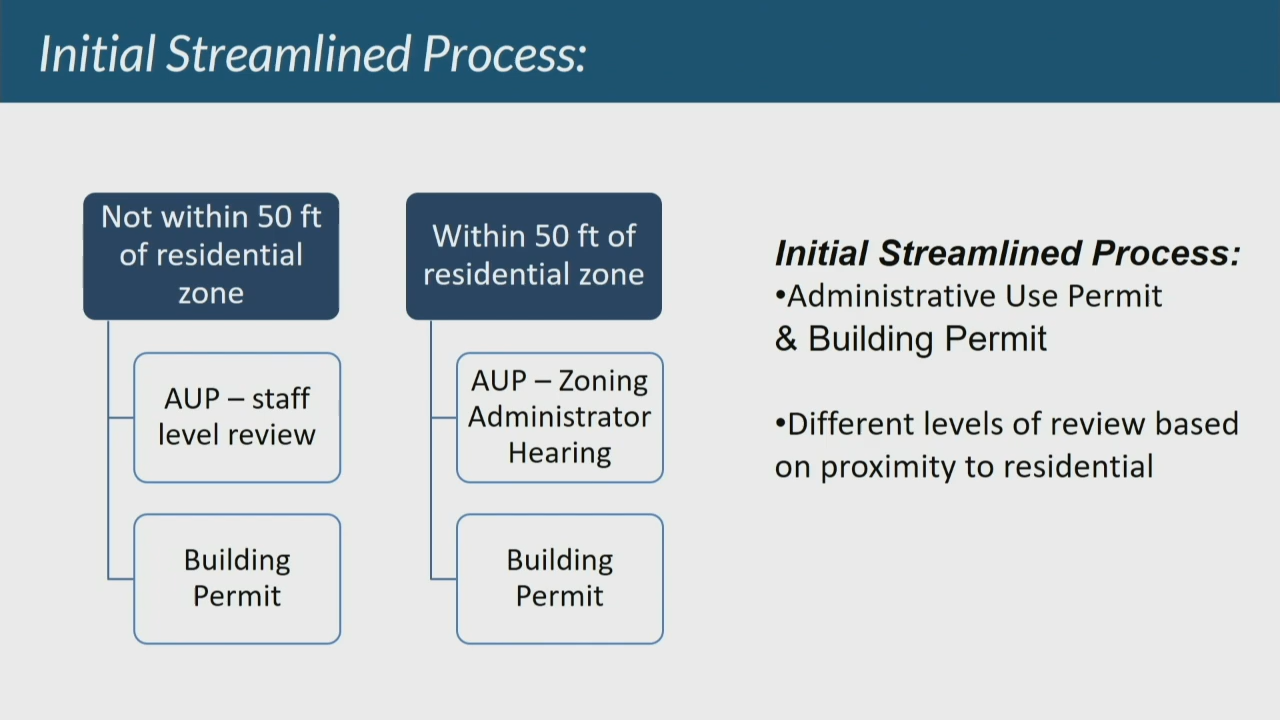 Initial Streamlined Process:
Not within 50 ft
of residential
zone
AUP – staff
level review
Building
Permit
Within 50 ft of
residential zone
AUP – Zoning
Administrator
Hearing
Building
Permit
Initial Streamlined Process:
•Administrative Use Permit
& Building Permit
•Different levels of review based
on proximity to residential